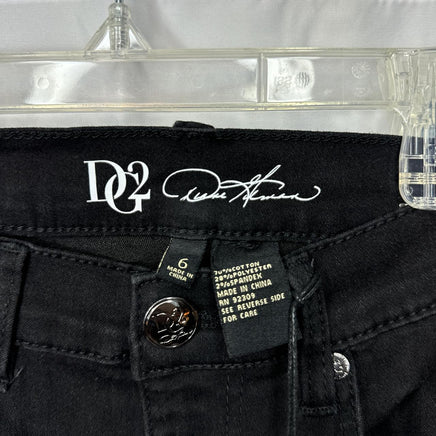 DG2 Diane Gilman
6
MADE IN
CHINA
70%COTTON
28%POLYESTER
2%SPANDEX
MADE IN CHINA
RN 92309
SEE REVERSE SIDE
FOR CARE